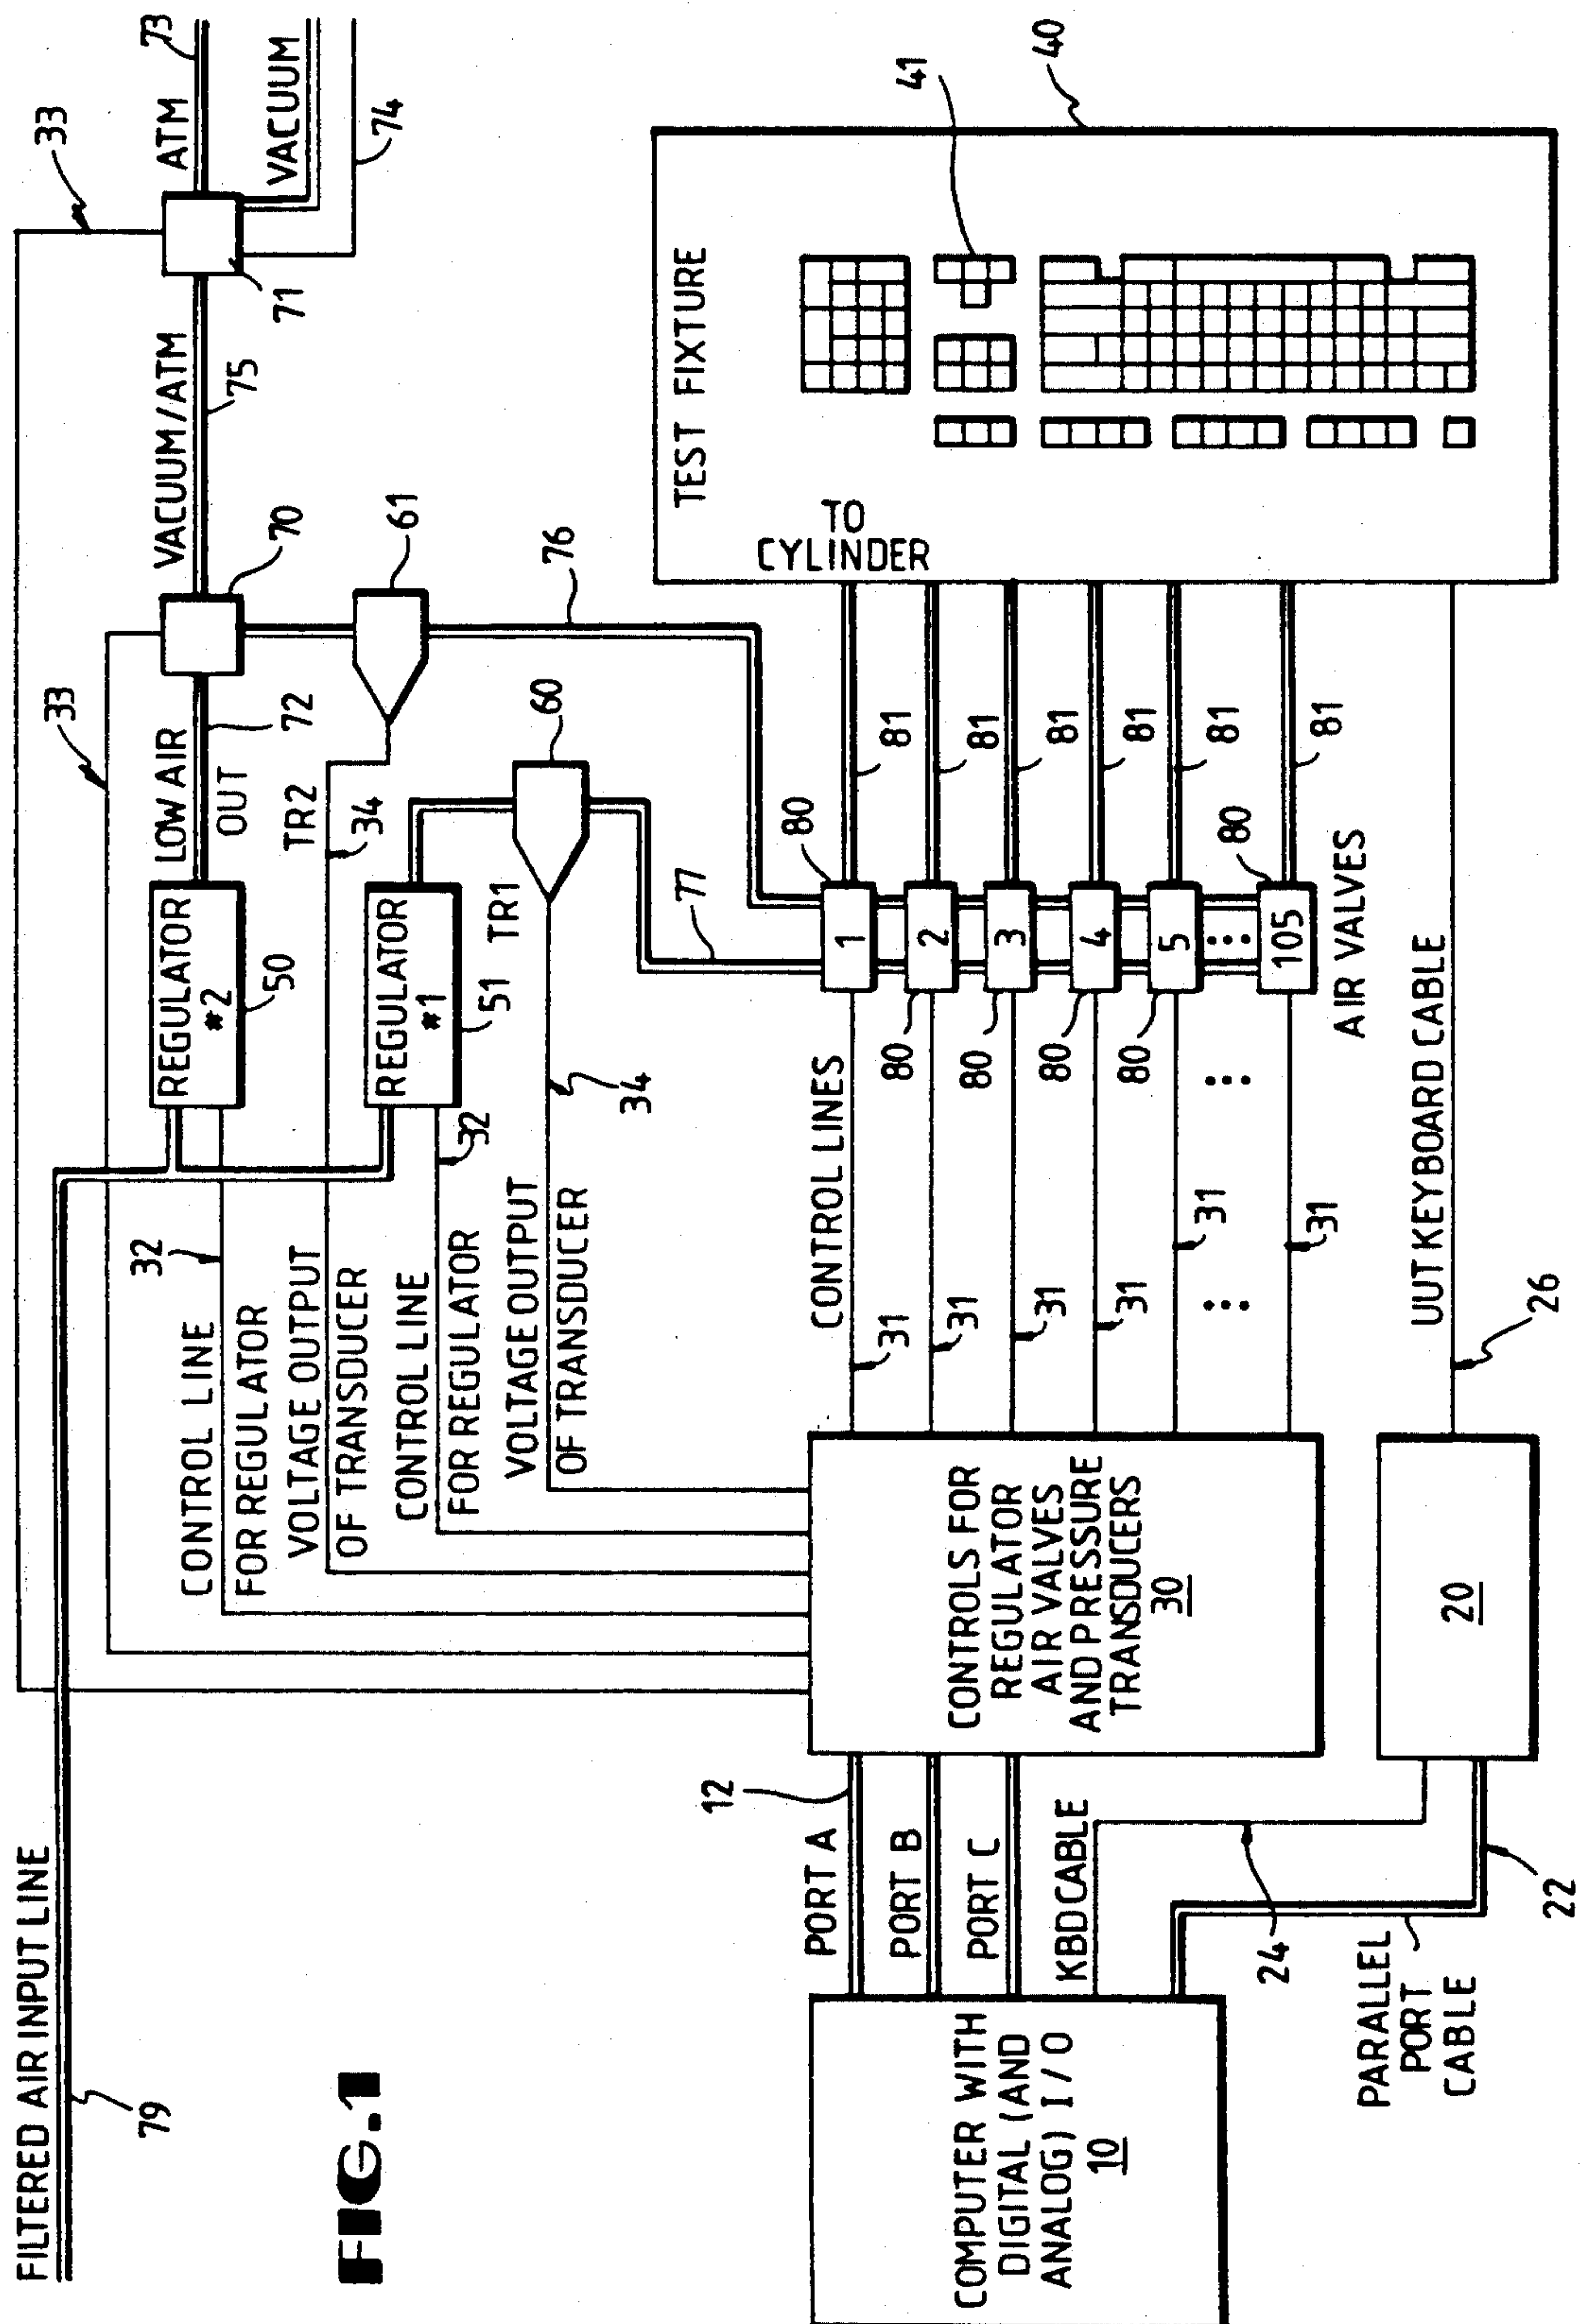 FILTERED AIR INPUT LINE
79
FIG.1
33
33
ATM
73
VACUUM
74
71
VACUUM/ATM
75
70
LOW AIR
OUT
72
REGULATOR
#2
50
32
CONTROL LINE
FOR REGULATOR
TR2
34
61
76
VOLTAGE OUTPUT
OF TRANSDUCER
REGULATOR
#1
51
32
CONTROL LINE
FOR REGULATOR
TR1
60
34
VOLTAGE OUTPUT
OF TRANSDUCER
77
COMPUTER WITH
DIGITAL (AND
ANALOG) I/O
10
PORT A
12
PORT B
PORT C
KBD CABLE
24
PARALLEL
PORT
CABLE
22
CONTROLS FOR
REGULATOR
AIR VALVES
AND PRESSURE
TRANSDUCERS
30
20
CONTROL LINES
31
31
31
31
31
31
80
80
80
80
80
80
1
2
3
4
5
105
AIR VALVES
81
81
81
81
81
81
UUT KEYBOARD CABLE
26
TO
CYLINDER
TEST FIXTURE
41
40